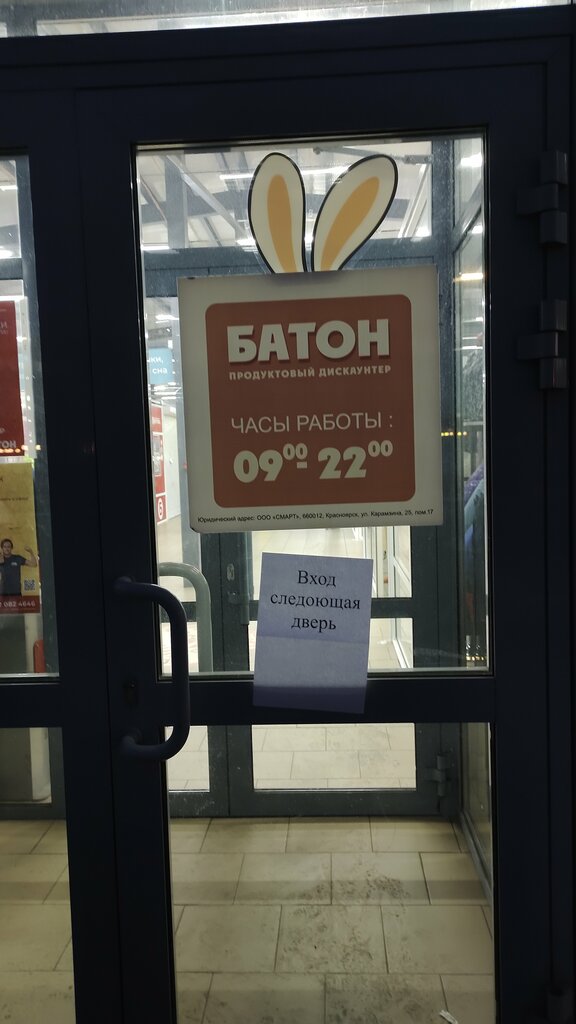 БАТОН
ПРОДУКТОВЫЙ ДИСКАУНТЕР
ЧАСЫ РАБОТЫ :
09⁰⁰- 22⁰⁰
Юридический адрес: ООО «СМАРТ», 660012, Красноярск, ул. Карамзина, 25, пом.17
Вход
следоющая
дверь